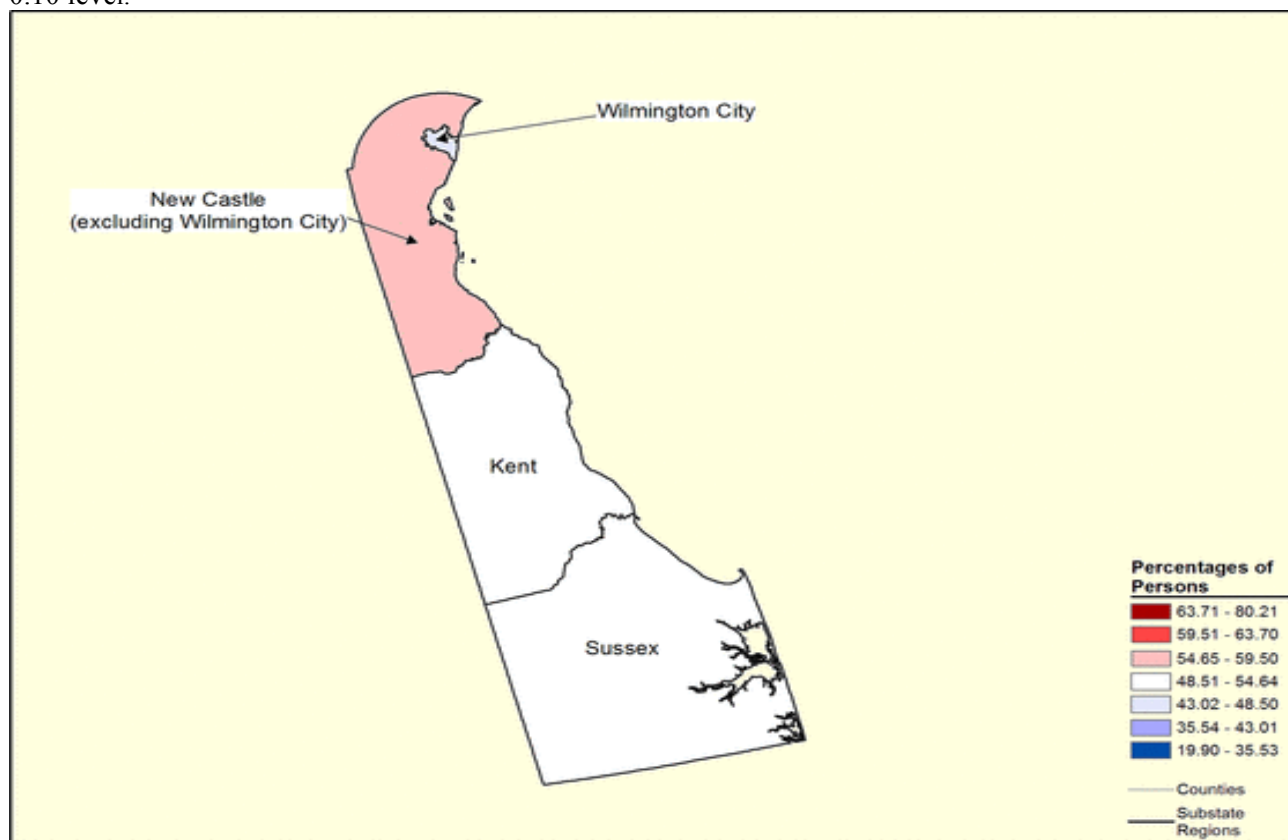 0.10 level.
Wilmington City
New Castle
(excluding Wilmington City)
Kent
Sussex
Percentages of
Persons
63.71 - 80.21
59.51 - 63.70
54.65 - 59.50
48.51 - 54.64
43.02 - 48.50
35.54 - 43.01
19.90 - 35.53
Counties
Substate
Regions